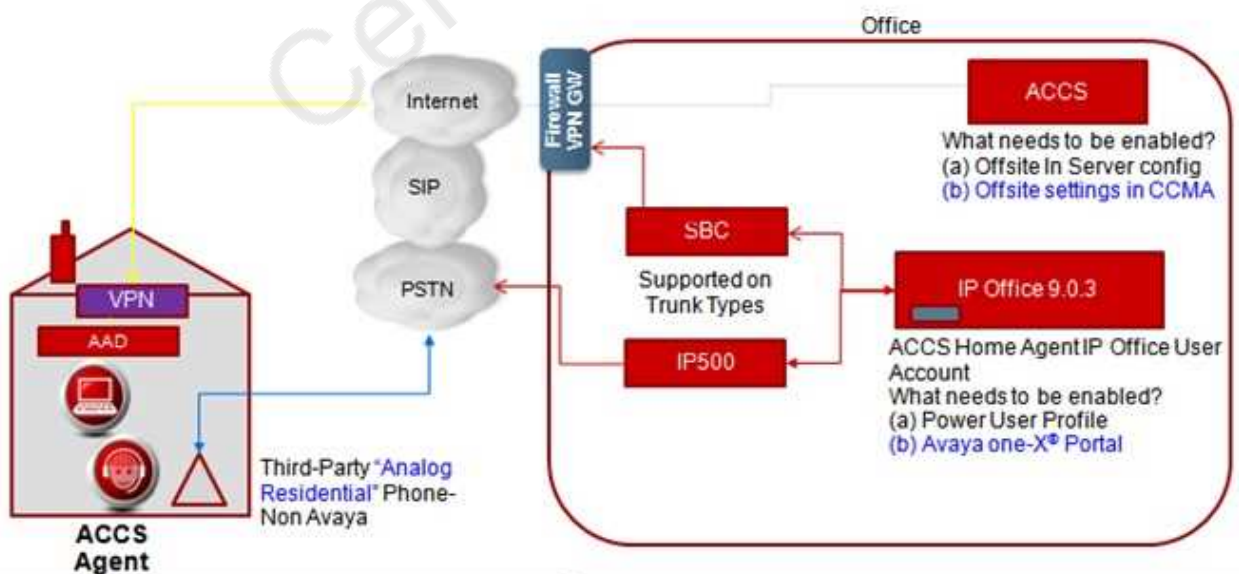 Office
Internet
SIP
PSTN
Firewall
VPN GW
ACCS
What needs to be enabled?
(a) Offsite In Server config
(b) Offsite settings in CCMA
SBC
Supported on
Trunk Types
IP500
IP Office 9.0.3
ACCS Home Agent IP Office User
Account
What needs to be enabled?
(a) Power User Profile
(b) Avaya one-X® Portal
VPN
AAD
Third-Party "Analog
Residential" Phone-
Non Avaya
ACCS
Agent